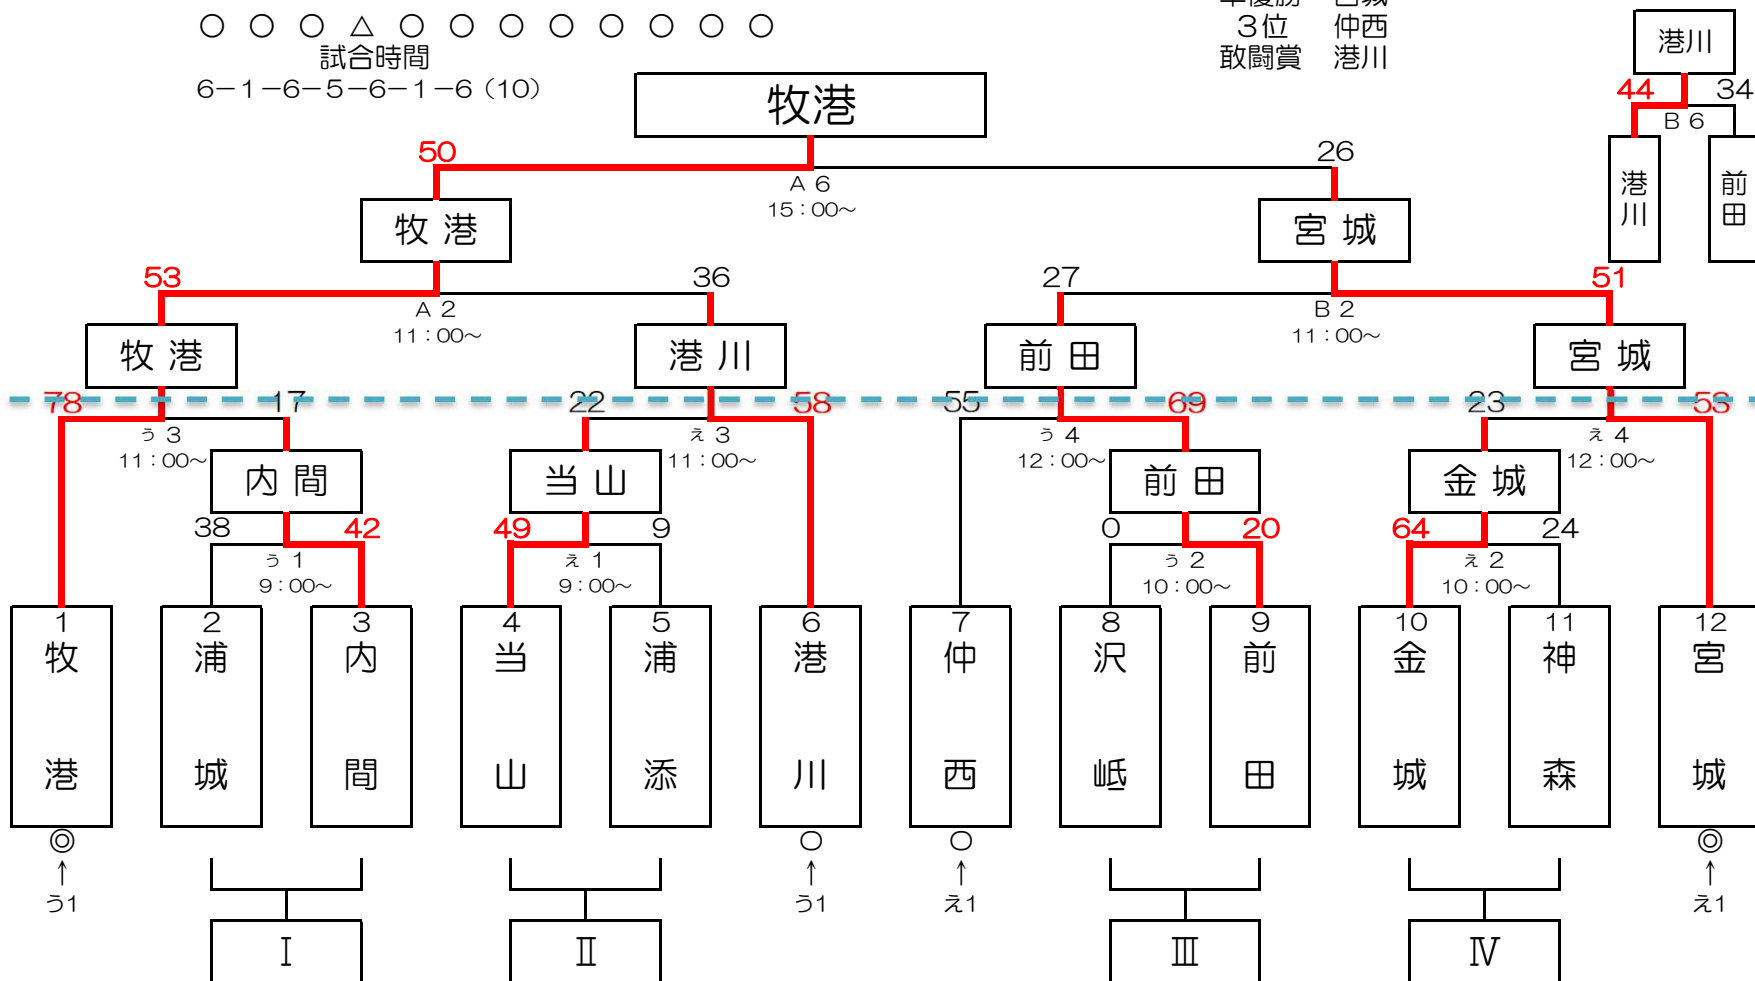 ○ ○ ○ △ ○ ○ ○ ○ ○ ○ ○ ○
試合時間
6−1−6−5−6−1−6（10）
3位 仲西
敢闘賞 港川
港川
44 34
B 6
港川 前田
牧港
50 26
A 6
15：00～
牧港 宮城
53 36 27 51
A 2 B 2
11：00～ 11：00～
牧港 港川 前田 宮城
78 17 22 58 55 69 23 53
う 3 え 3 う 4 え 4
11：00～ 11：00～ 12：00～ 12：00～
内間 当山 前田 金城
38 42 49 9 0 20 64 24
う 1 え 1 う 2 え 2
9：00～ 9：00～ 10：00～ 10：00～
1 2 3 4 5 6 7 8 9 10 11 12
牧港 浦城 内間 当山 浦添 港川 仲西 沢岻 前田 金城 神森 宮城
◎ ○ ○ ◎
↑ ↑ ↑ ↑
う1 う1 え1 え1
Ⅰ Ⅱ Ⅲ Ⅳ